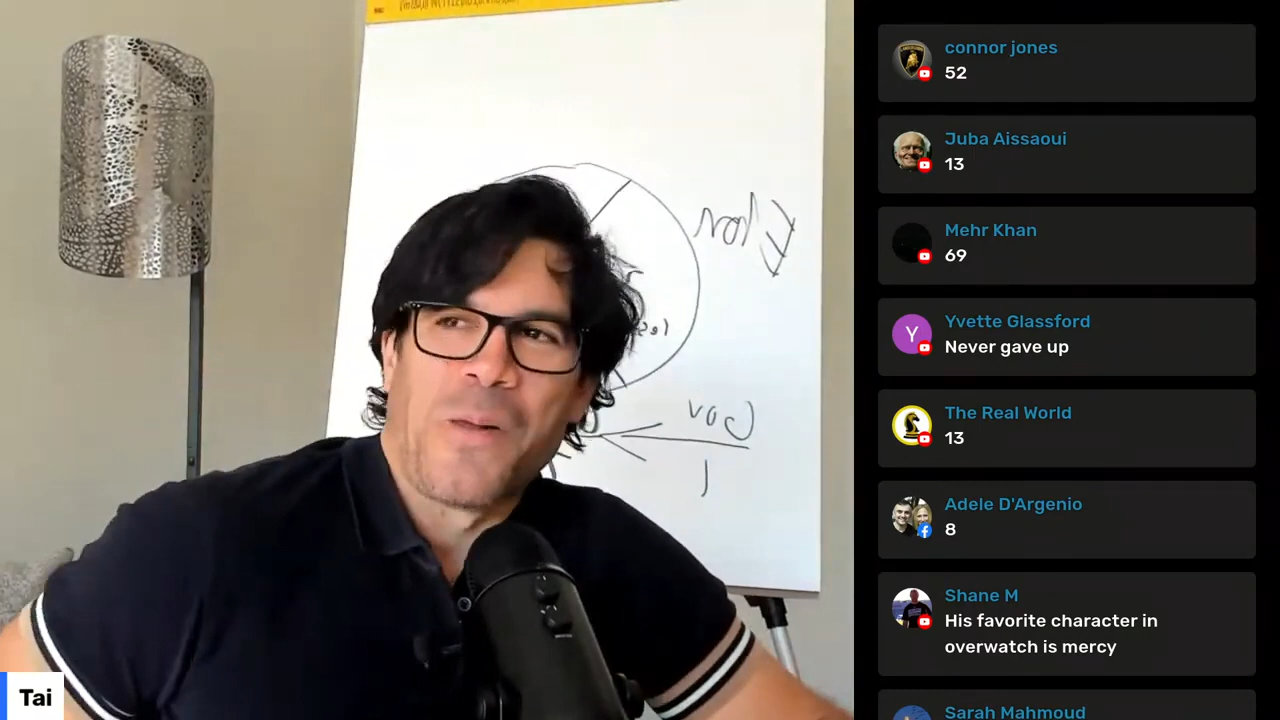 connor jones
52
Juba Aissaoui
13
Mehr Khan
69
Yvette Glassford
Y
Never gave up
The Real World
13
Adele D'Argenio
8
Shane M
His favorite character in
overwatch is mercy
Sarah Mahmoud
Tai